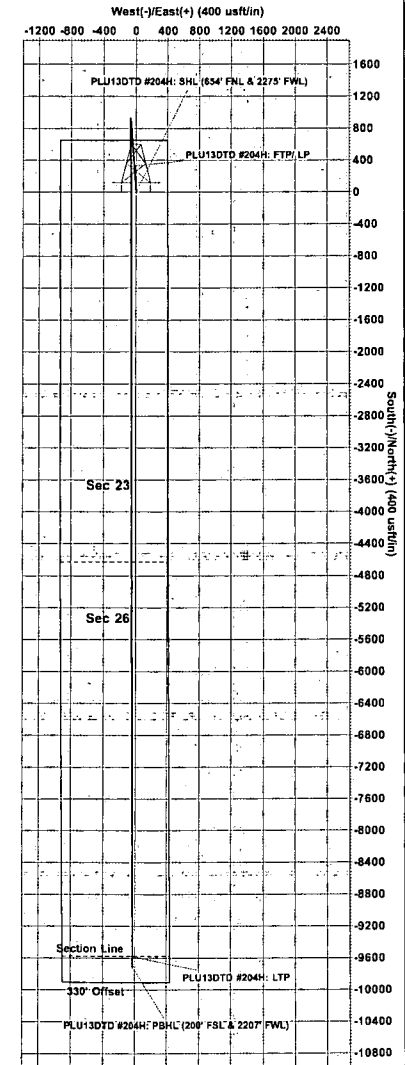 West(-)/East(+) (400 usft/in)
-1200 -800 -400 0 400 800 1200 1600 2000 2400
1600
PLU13DTD #204H: SHL (654' FNL & 2275' FWL)
1200
800
PLU13DTD #204H: FTP/ LP
400
0
-400
-800
-1200
-1600
-2000
-2400
-2800
South(-)/North(+) (400 usft/in)
-3200
Sec 23
-3600
-4000
-4400
-4800
Sec 26
-5200
-5600
-6000
-6400
-6800
-7200
-7600
-8000
-8400
-8800
-9200
Section Line
-9600
PLU13DTD #204H: LTP
330' Offset
-10000
PLU13DTD #204H: PBHL (200' FSL & 2207' FWL)
-10400
-10800